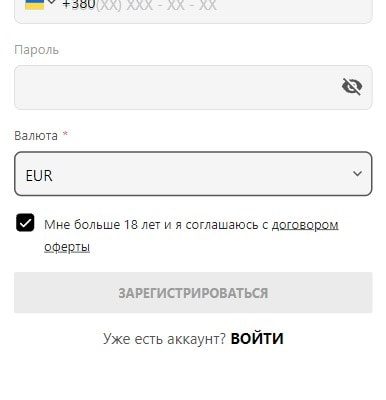 +380(XX) XXX - XX - XX
Пароль
Валюта *
EUR
Мне больше 18 лет и я соглашаюсь с договором
оферты
ЗАРЕГИСТРИРОВАТЬСЯ
Уже есть аккаунт? ВОЙТИ